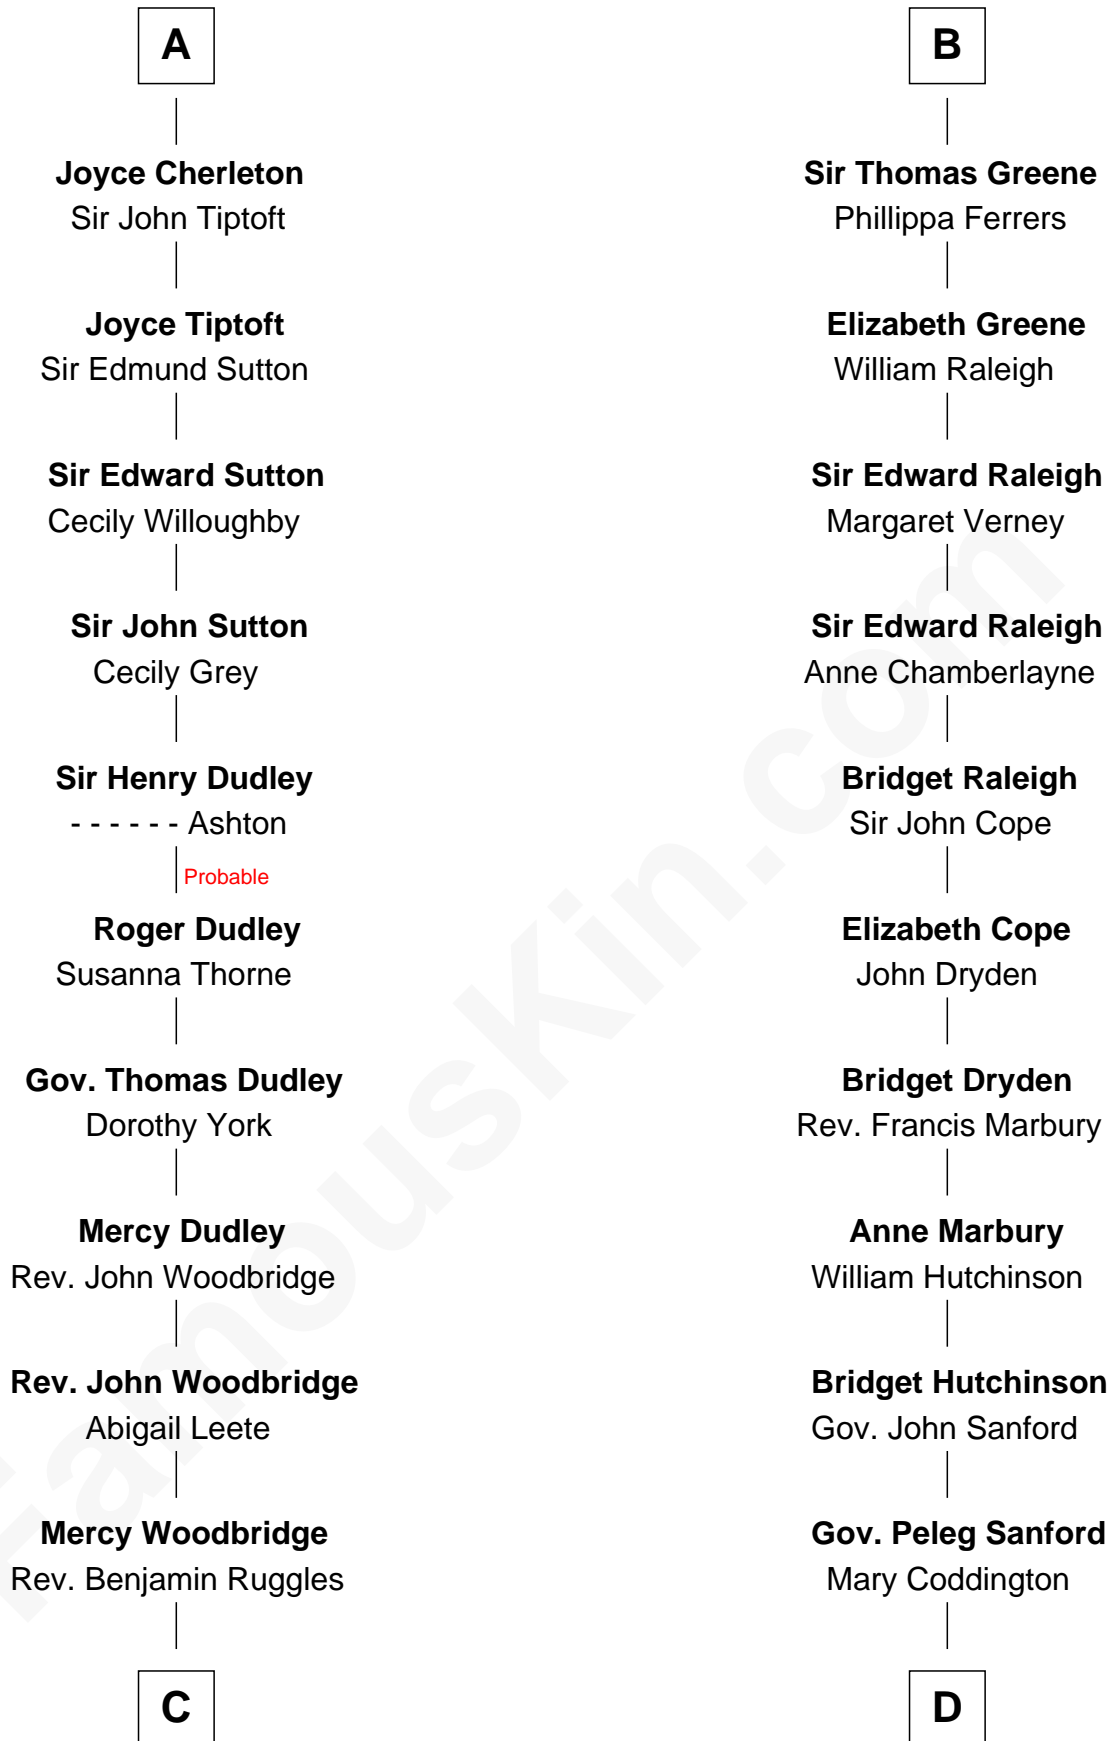 A
Joyce Cherleton
Sir John Tiptoft
Joyce Tiptoft
Sir Edmund Sutton
Sir Edward Sutton
Cecily Willoughby
Sir John Sutton
Cecily Grey
Sir Henry Dudley
- - - - - - Ashton
Probable
Roger Dudley
Susanna Thorne
Gov. Thomas Dudley
Dorothy York
Mercy Dudley
Rev. John Woodbridge
Rev. John Woodbridge
Abigail Leete
Mercy Woodbridge
Rev. Benjamin Ruggles
C
B
Sir Thomas Greene
Phillippa Ferrers
Elizabeth Greene
William Raleigh
Sir Edward Raleigh
Margaret Verney
Sir Edward Raleigh
Anne Chamberlayne
Bridget Raleigh
Sir John Cope
Elizabeth Cope
John Dryden
Bridget Dryden
Rev. Francis Marbury
Anne Marbury
William Hutchinson
Bridget Hutchinson
Gov. John Sanford
Gov. Peleg Sanford
Mary Coddington
D
FamousKin.com